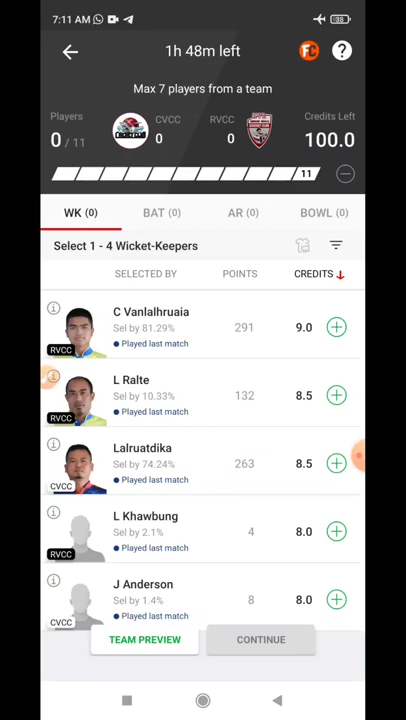 7:11 AM
38
1h 48m left
FC
?
Max 7 players from a team
Players
0 / 11
CVCC
0
RVCC
0
Credits Left
100.0
11
WK (0)
BAT (0)
AR (0)
BOWL (0)
Select 1 - 4 Wicket-Keepers
SELECTED BY
POINTS
CREDITS
C Vanlalhruaia
Sel by 81.29%
Played last match
RVCC
291
9.0
L Ralte
Sel by 10.33%
Played last match
RVCC
132
8.5
Lalruatdika
Sel by 74.24%
Played last match
CVCC
263
8.5
L Khawbung
Sel by 2.1%
Played last match
RVCC
4
8.0
J Anderson
Sel by 1.4%
Played last match
CVCC
8
8.0
TEAM PREVIEW
CONTINUE